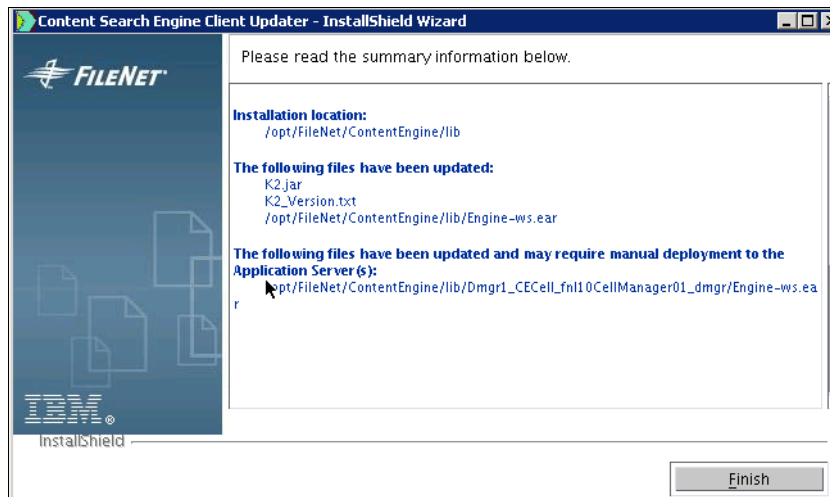 Content Search Engine Client Updater - InstallShield Wizard
FILENET
Please read the summary information below.
Installation location:
/opt/FileNet/ContentEngine/lib
The following files have been updated:
K2.jar
K2_Version.txt
/opt/FileNet/ContentEngine/lib/Engine-ws.ear
The following files have been updated and may require manual deployment to the
Application Server(s):
/opt/FileNet/ContentEngine/lib/Dmgr1_CECell_fnl10CellManager01_dmgr/Engine-ws.ea
r
IBM®
InstallShield
Finish